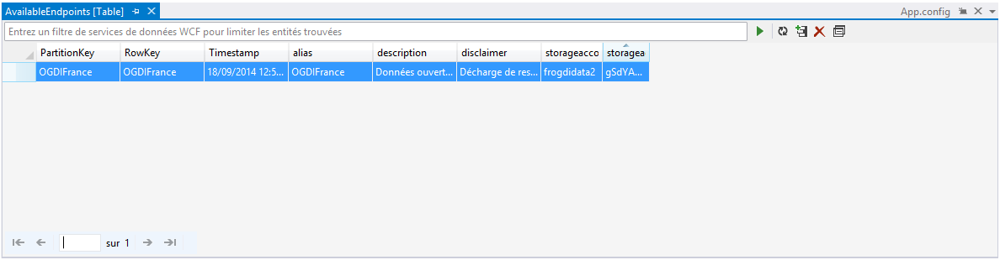 AvailableEndpoints [Table] App.config
Entrez un filtre de services de données WCF pour limiter les entités trouvées
PartitionKey RowKey Timestamp alias description disclaimer storageacco storagea
OGDIFrance OGDIFrance 18/09/2014 12:5... OGDIFrance Données ouvert... Décharge de res... frogdidata2 gSdYA...
sur 1